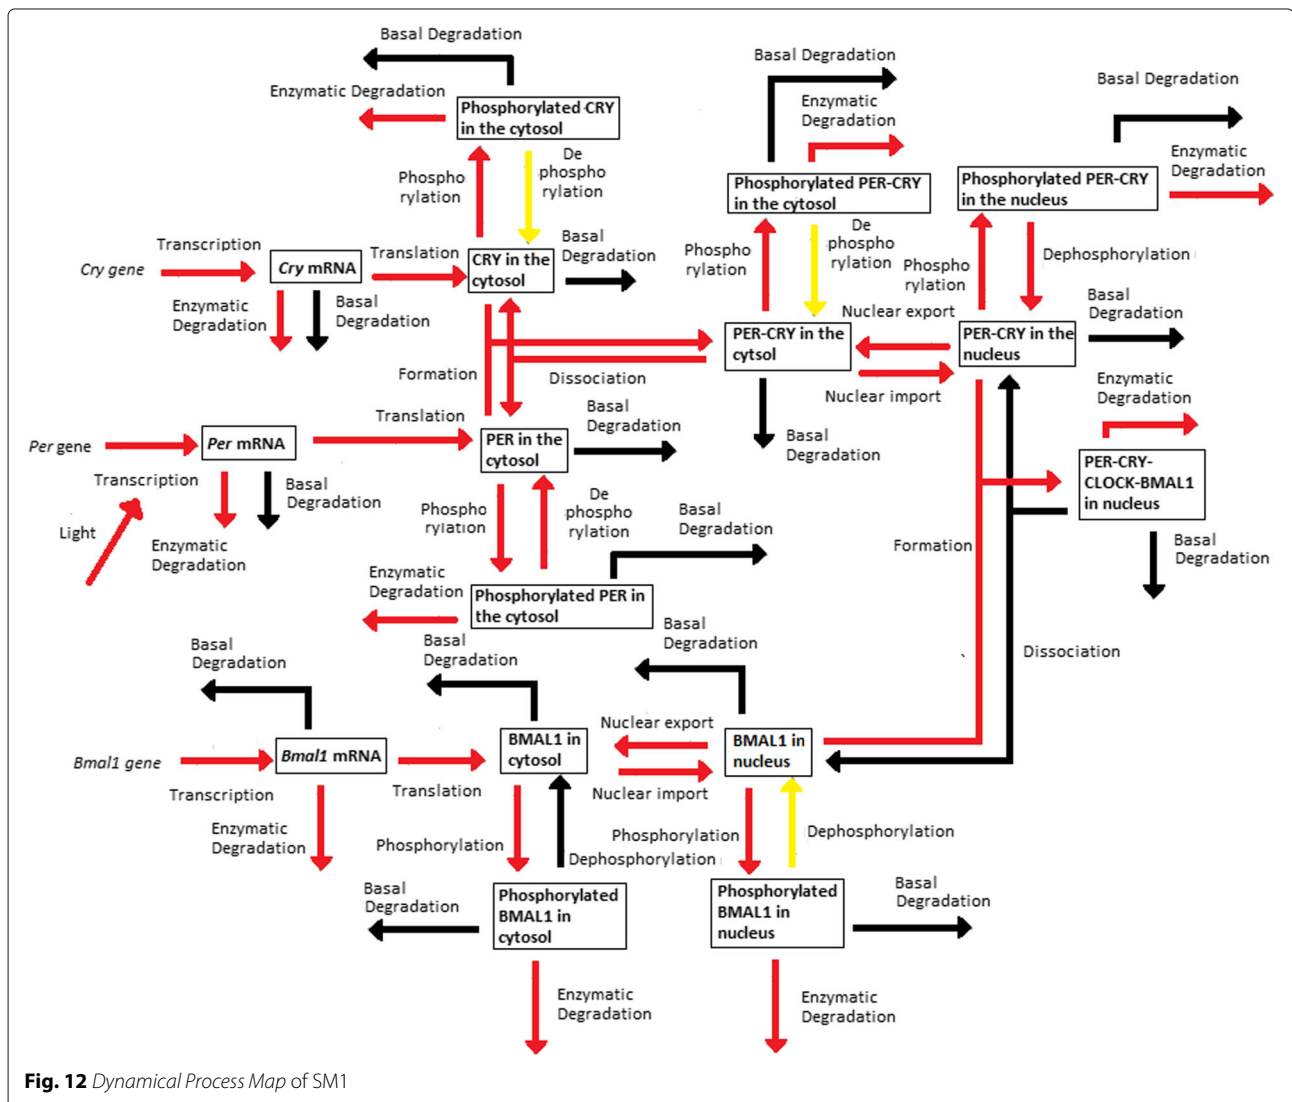 Basal Degradation
Enzymatic Degradation
Phosphorylated CRY
in the cytosol
Phospho
rylation
De
phospho
rylation
Basal Degradation
Enzymatic
Degradation
Phosphorylated PER-CRY
in the cytosol
Phospho
rylation
De
phospho
rylation
Basal Degradation
Enzymatic
Degradation
Phosphorylated PER-CRY
in the nucleus
Phospho
rylation
Dephosphorylation
Cry gene
Transcription
Cry mRNA
Enzymatic
Degradation
Basal
Degradation
Translation
CRY in the
cytosol
Basal
Degradation
Formation
Dissociation
PER-CRY in the
cytsol
Basal
Degradation
Nuclear export
Nuclear import
PER-CRY in the
nucleus
Basal
Degradation
Enzymatic
Degradation
PER-CRY-
CLOCK-BMAL1
in nucleus
Basal
Degradation
Formation
Dissociation
Per gene
Transcription
Light
Per mRNA
Enzymatic
Degradation
Basal
Degradation
Translation
PER in the
cytosol
Basal
Degradation
Phospho
rylation
De
phospho
rylation
Enzymatic
Degradation
Phosphorylated PER in
the cytosol
Basal
Degradation
Bmal1 gene
Transcription
Bmal1 mRNA
Basal
Degradation
Enzymatic
Degradation
Translation
BMAL1 in
cytosol
Basal
Degradation
Nuclear export
Nuclear import
BMAL1 in
nucleus
Basal
Degradation
Phosphorylation
Dephosphorylation
Phosphorylation
Dephosphorylation
Phosphorylated
BMAL1 in
cytosol
Basal
Degradation
Enzymatic
Degradation
Phosphorylated
BMAL1 in
nucleus
Basal
Degradation
Enzymatic
Degradation
Fig. 12 Dynamical Process Map of SM1